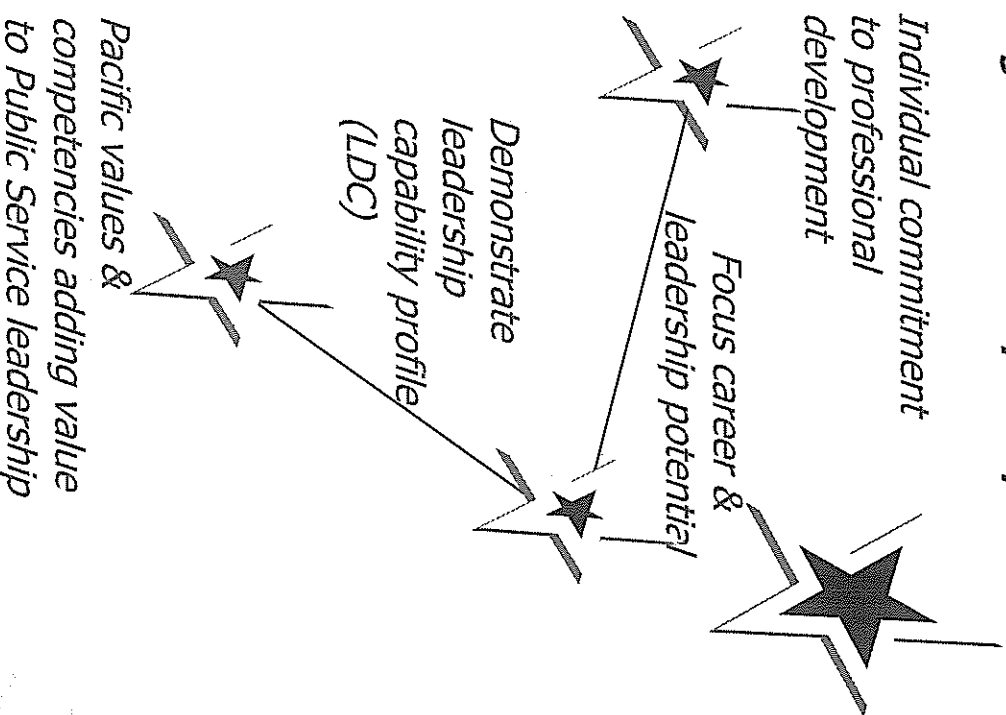 Individual commitment
to professional
development
Focus career &
leadership potential
Demonstrate
leadership
capability profile
(LDC)
Pacific values &
competencies adding value
to Public Service leadership